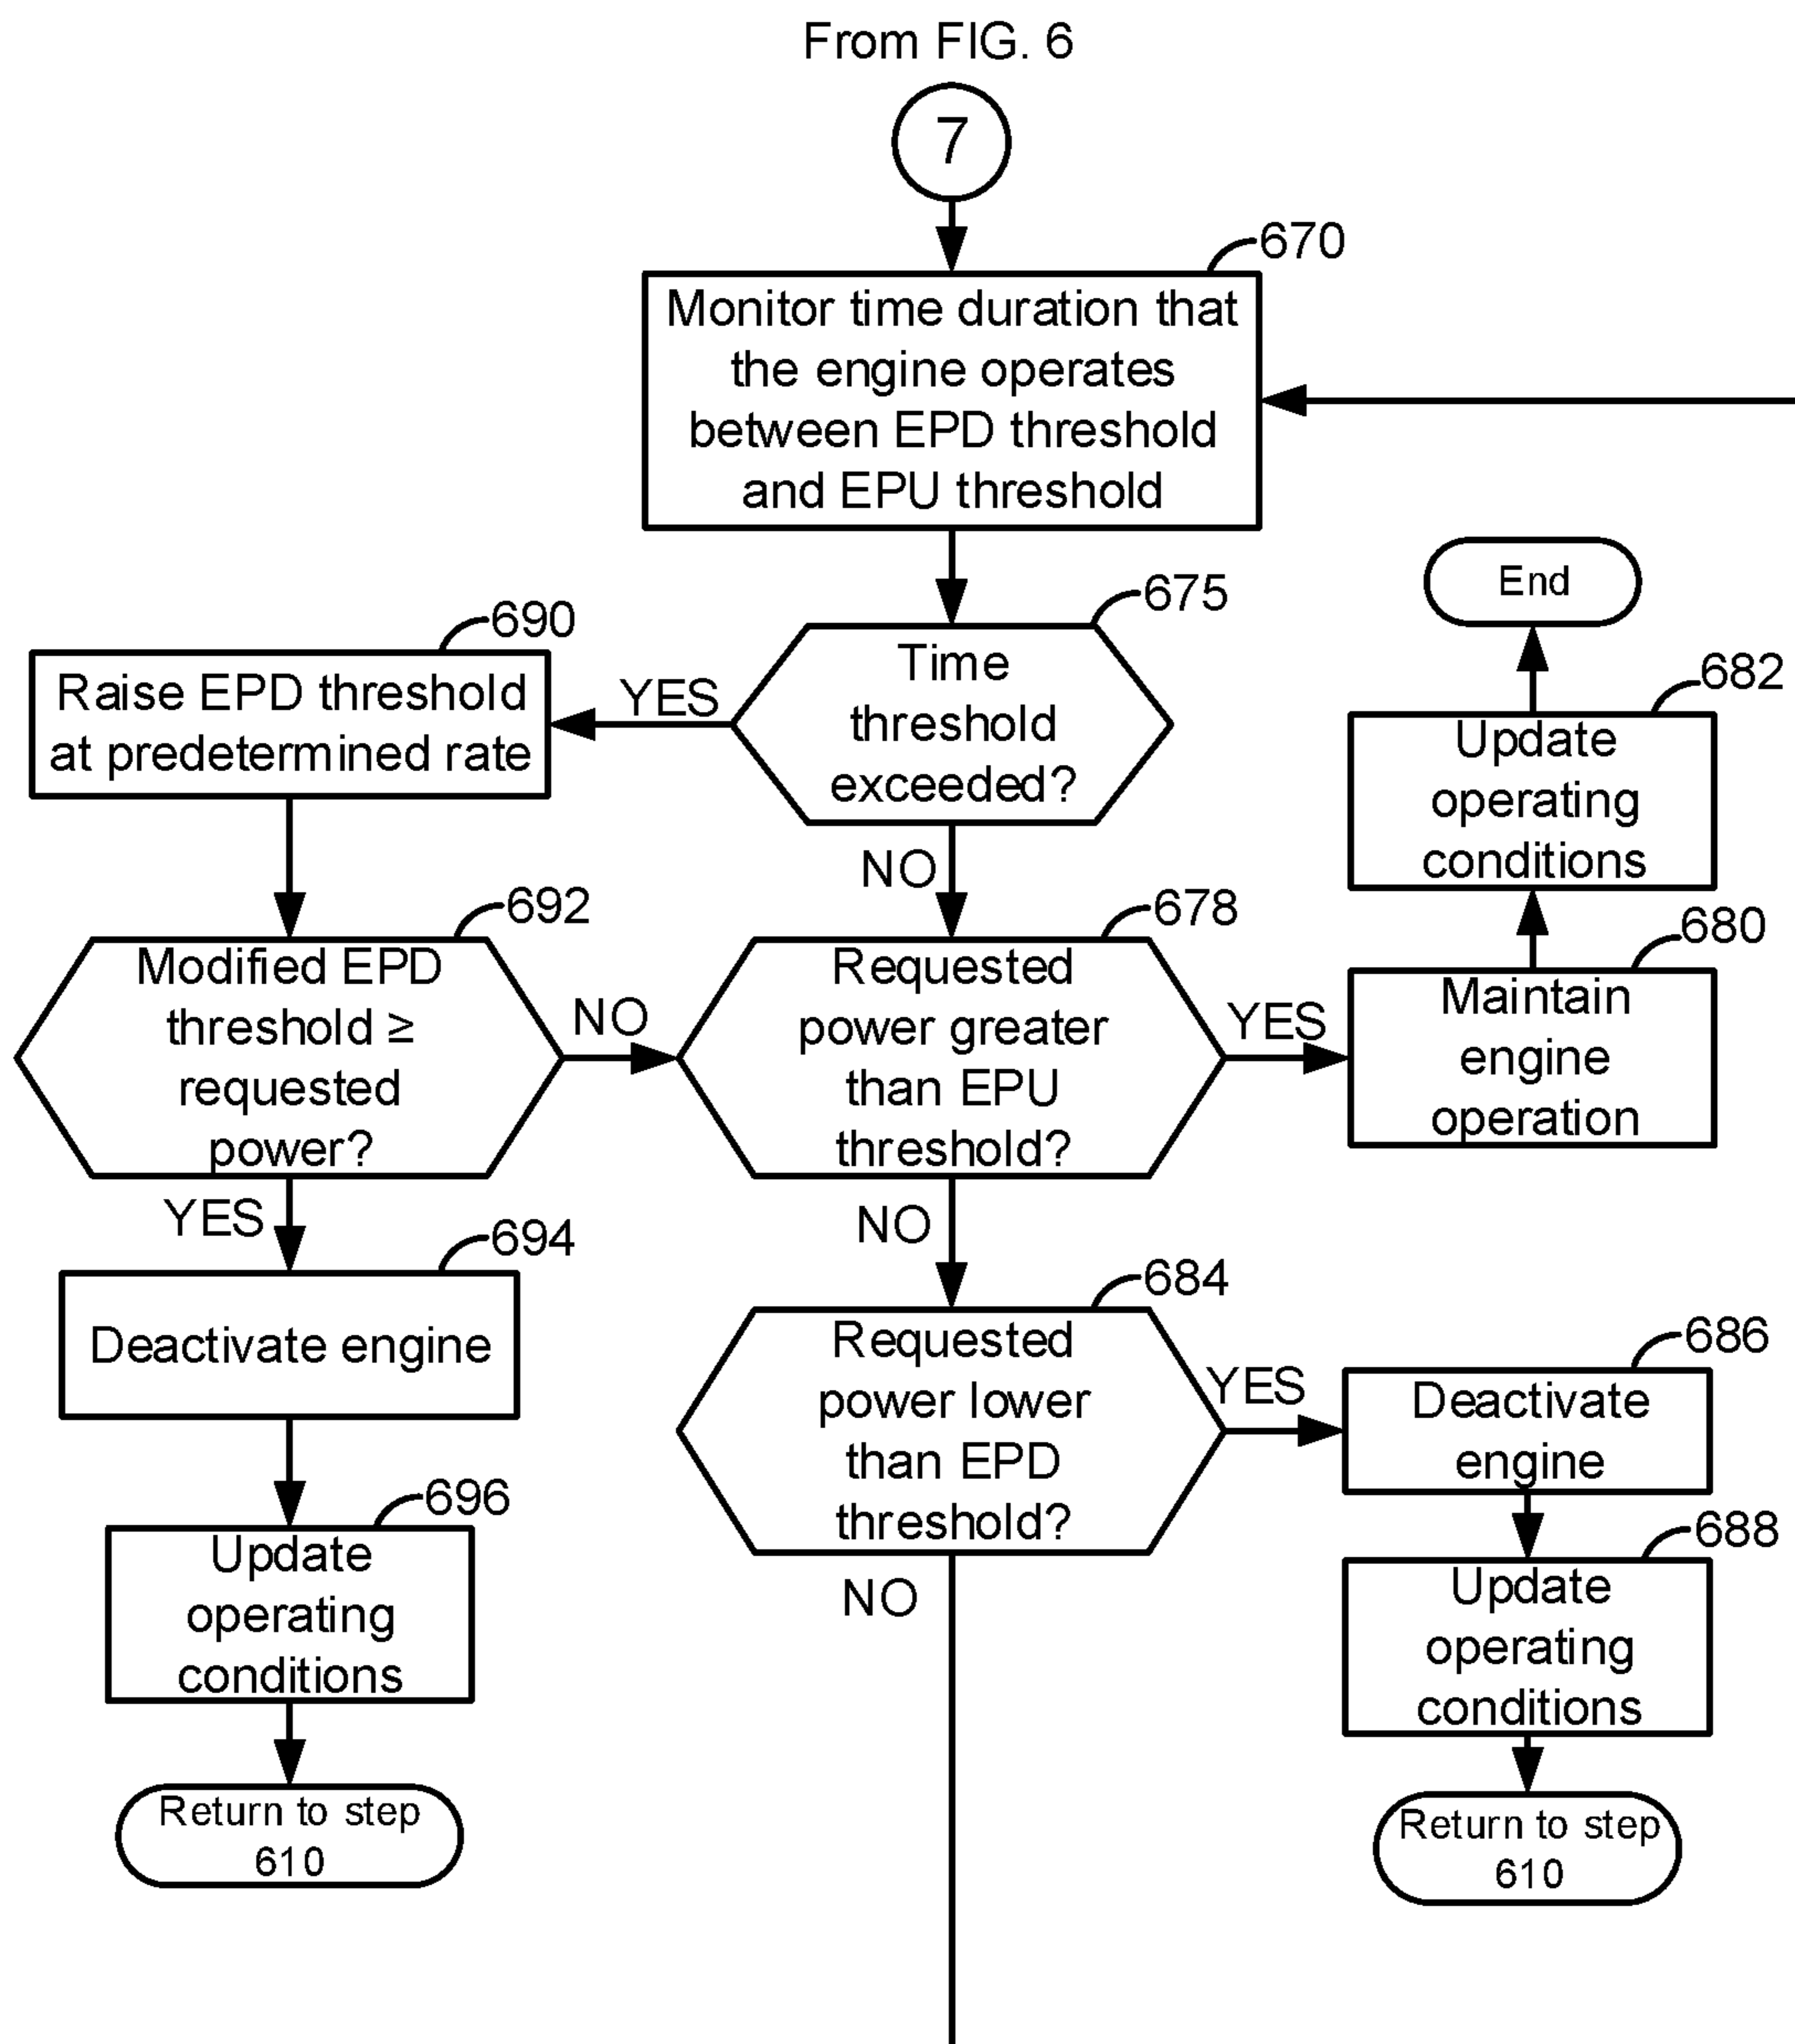 From FIG. 6
7
670
Monitor time duration that
the engine operates
between EPD threshold
and EPU threshold
675
Time
threshold
exceeded?
YES
NO
690
Raise EPD threshold
at predetermined rate
End
682
Update
operating
conditions
692
Modified EPD
threshold ≥
requested
power?
NO
YES
678
Requested
power greater
than EPU
threshold?
YES
NO
680
Maintain
engine
operation
694
Deactivate engine
684
Requested
power lower
than EPD
threshold?
YES
NO
686
Deactivate
engine
696
Update
operating
conditions
688
Update
operating
conditions
Return to step
610
Return to step
610